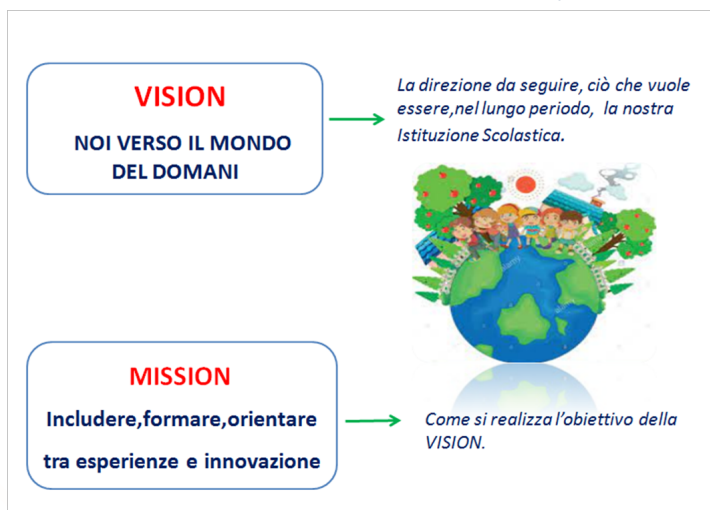 VISION
NOI VERSO IL MONDO
DEL DOMANI
La direzione da seguire, ciò che vuole
essere,nel lungo periodo, la nostra
Istituzione Scolastica.
MISSION
Includere,formare,orientare
tra esperienze e innovazione
Come si realizza l’obiettivo della
VISION.